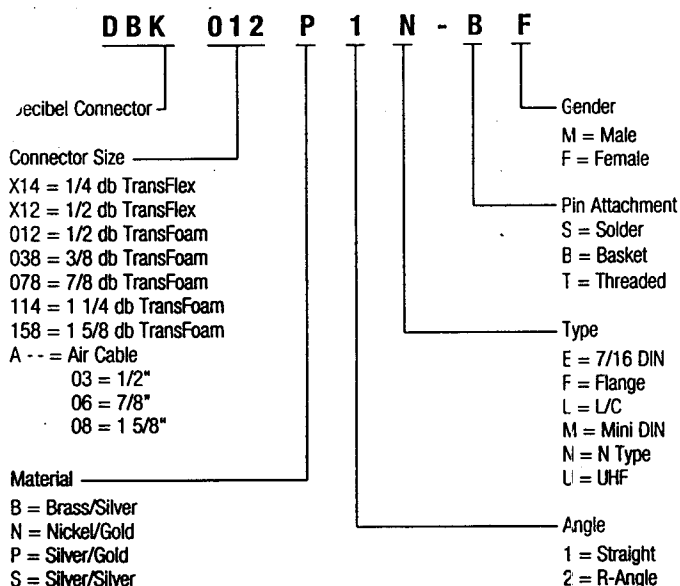 DBK 012 P 1 N - B F
ecibel Connector
Connector Size
X14 = 1/4 db TransFlex
X12 = 1/2 db TransFlex
012 = 1/2 db TransFoam
038 = 3/8 db TransFoam
078 = 7/8 db TransFoam
114 = 1 1/4 db TransFoam
158 = 1 5/8 db TransFoam
A - - = Air Cable
03 = 1/2"
06 = 7/8"
08 = 1 5/8"
Material
B = Brass/Silver
N = Nickel/Gold
P = Silver/Gold
S = Silver/Silver
Gender
M = Male
F = Female
Pin Attachment
S = Solder
B = Basket
T = Threaded
Type
E = 7/16 DIN
F = Flange
L = L/C
M = Mini DIN
N = N Type
U = UHF
Angle
1 = Straight
2 = R-Angle